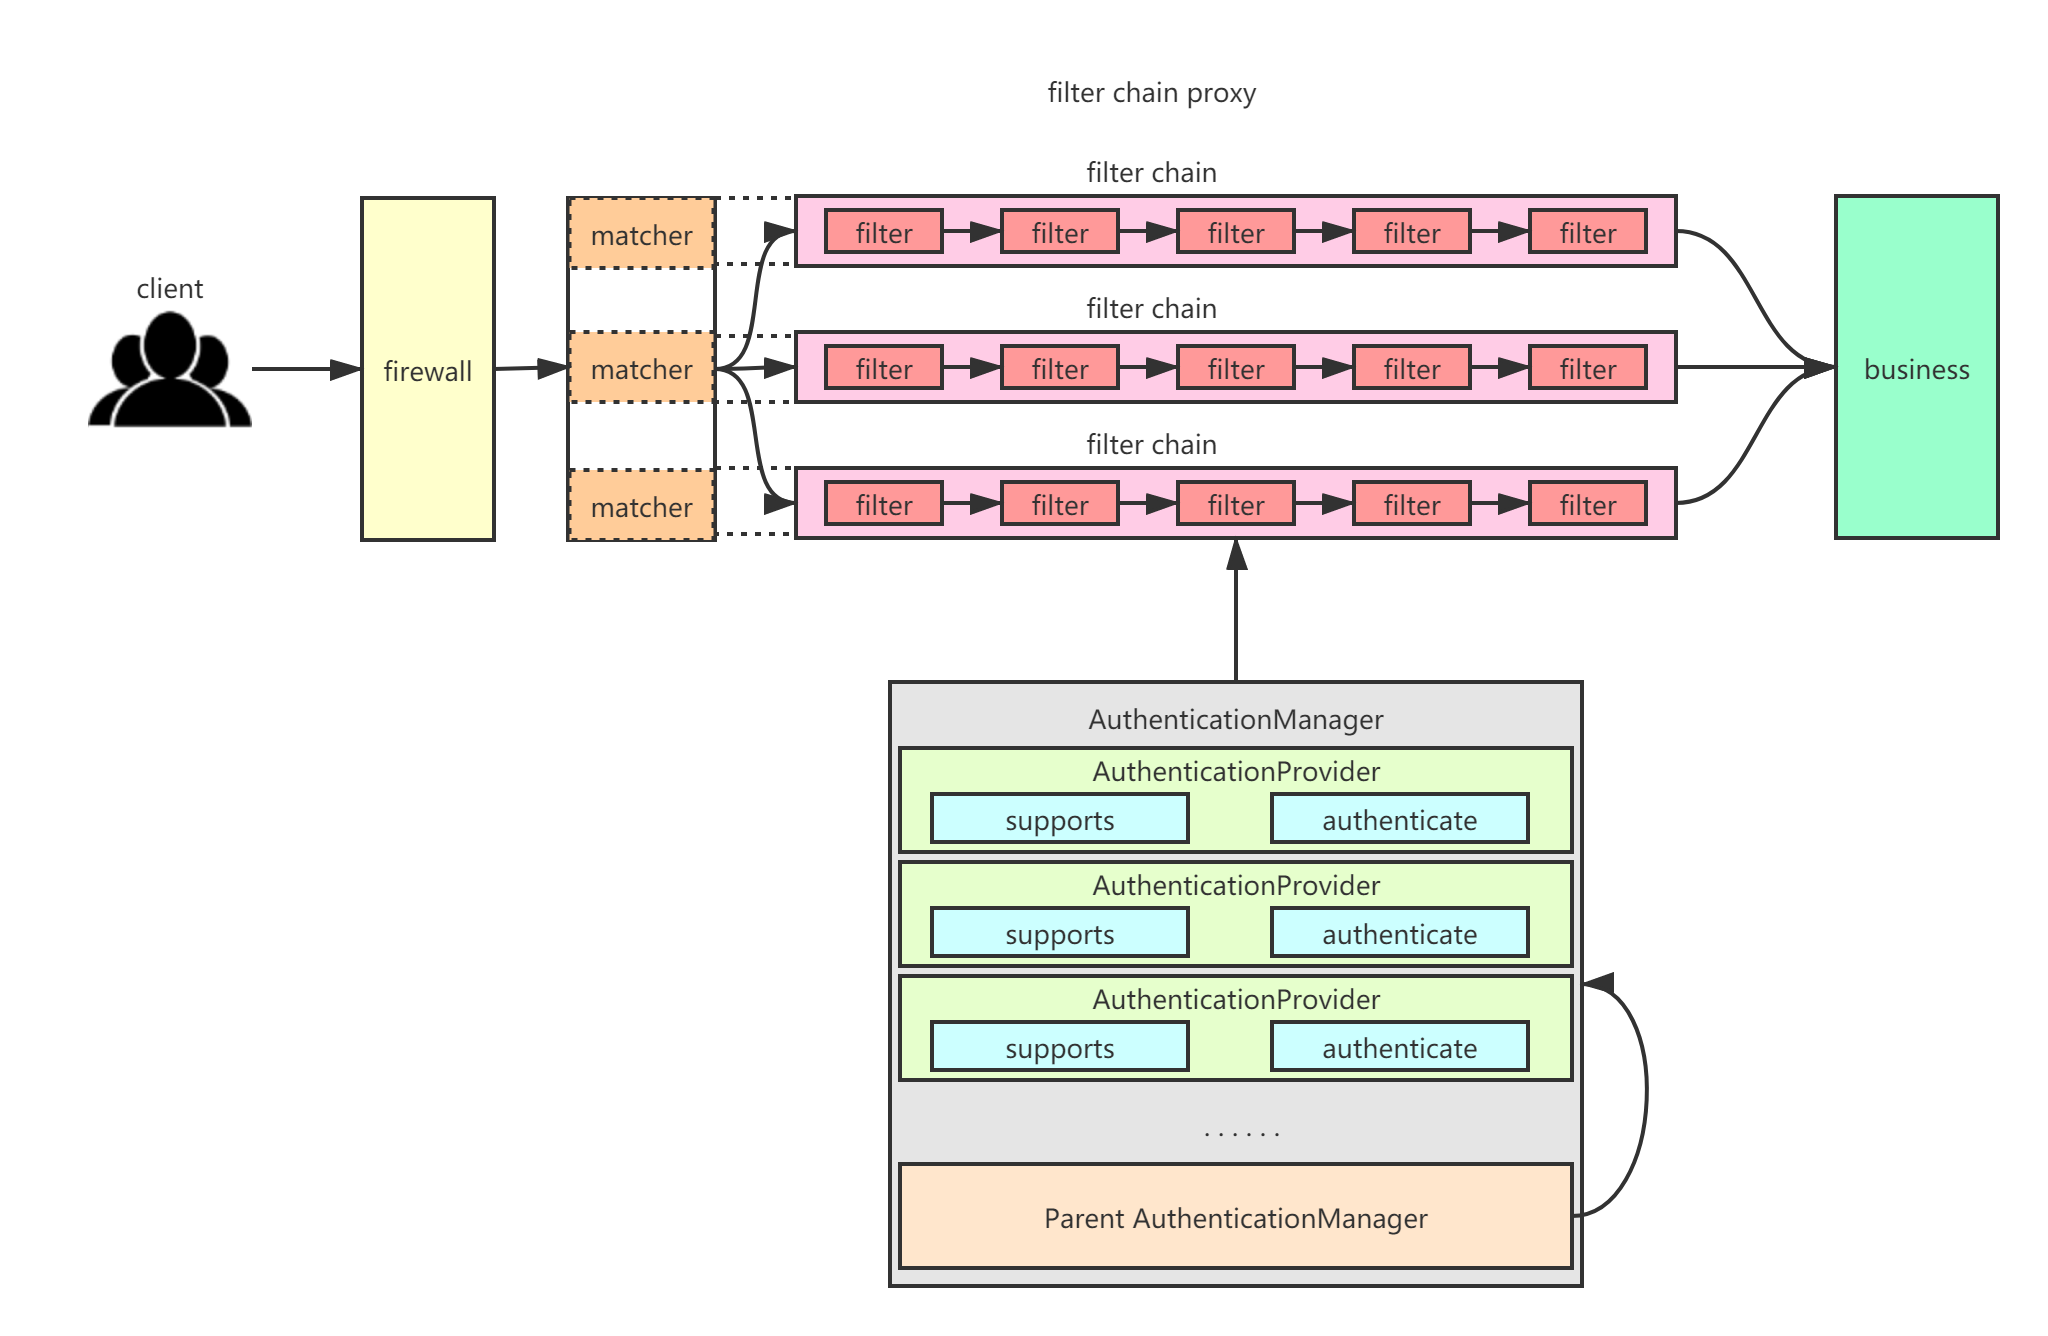 filter chain proxy
client
firewall
matcher
matcher
matcher
filter chain
filter filter filter filter filter
filter chain
filter filter filter filter filter
filter chain
filter filter filter filter filter
business
AuthenticationManager
AuthenticationProvider
supports authenticate
AuthenticationProvider
supports authenticate
AuthenticationProvider
supports authenticate
......
Parent AuthenticationManager